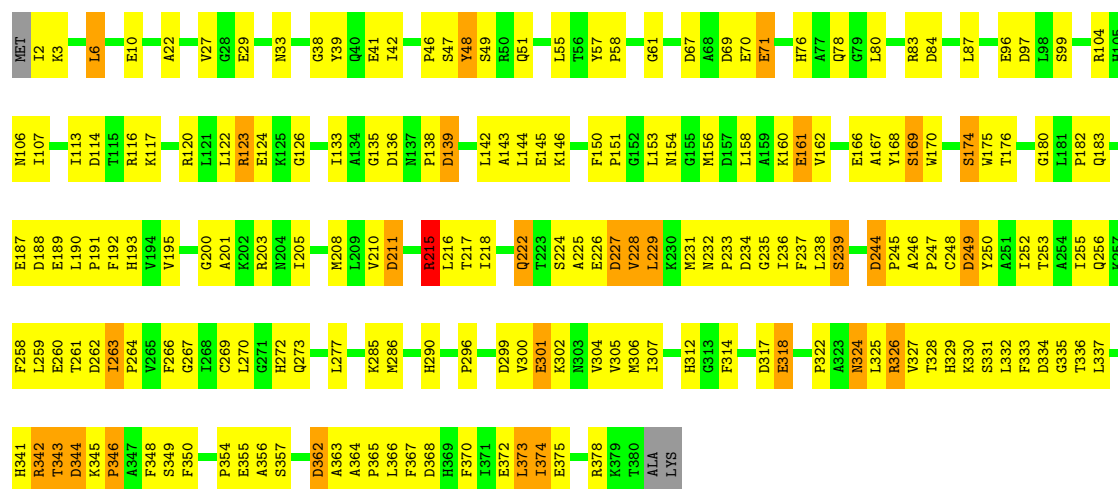 MET I2 K3 L6 E10 A22 V27 G28 E29 N33 G38 Y39 Q40 E41 I42 P46 S47 Y48 S49 R50 Q51 L55 T56 Y57 P58 G61 D67 A68 D69 E70 E71 H76 A77 Q78 G79 L80 R83 D84 L87 E96 D97 L98 S99 R104 H105
N106 I107 I113 D114 T115 R116 K117 R120 L121 L122 R123 E124 K125 G126 I133 A134 G135 D136 N137 P138 D139 L142 A143 L144 E145 K146 F150 P151 G152 L153 N154 G155 M156 D157 L158 A159 K160 E161 V162 E166 A167 Y168 S169 W170 S174 W175 T176 G180 L181 P182 Q183
E187 D188 E189 L190 P191 F192 H193 V194 V195 G200 A201 K202 R203 N204 I205 M208 L209 V210 D211 R215 L216 T217 I218 Q222 T223 S224 A225 E226 D227 V228 L229 K230 M231 N232 P233 D234 G235 I236 F237 L238 S239 D244 P245 A246 P247 C248 D249 Y250 A251 I252 T253 A254 I255 Q256 K257
F258 L259 E260 T261 D262 I263 P264 V265 F266 G267 I268 C269 L270 G271 H272 Q273 L277 K285 M286 H290 P296 D299 V300 E301 K302 N303 V304 V305 M306 I307 H312 G313 F314 D317 E318 P322 A323 N324 L325 R326 V327 T328 H329 K330 S331 L332 F333 D334 G335 T336 L337
H341 R342 T343 D344 K345 P346 A347 F348 S349 F350 P354 E355 A356 S357 D362 A363 A364 P365 L366 F367 D368 H369 F370 I371 E372 L373 I374 E375 R378 K379 T380 ALA LYS